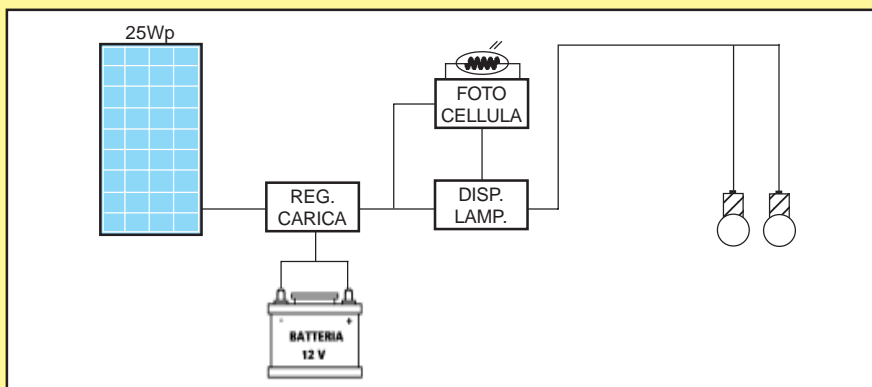 25Wp
FOTO
CELLULA
REG.
CARICA
DISP.
LAMP.
- +
BATTERIA
12 V